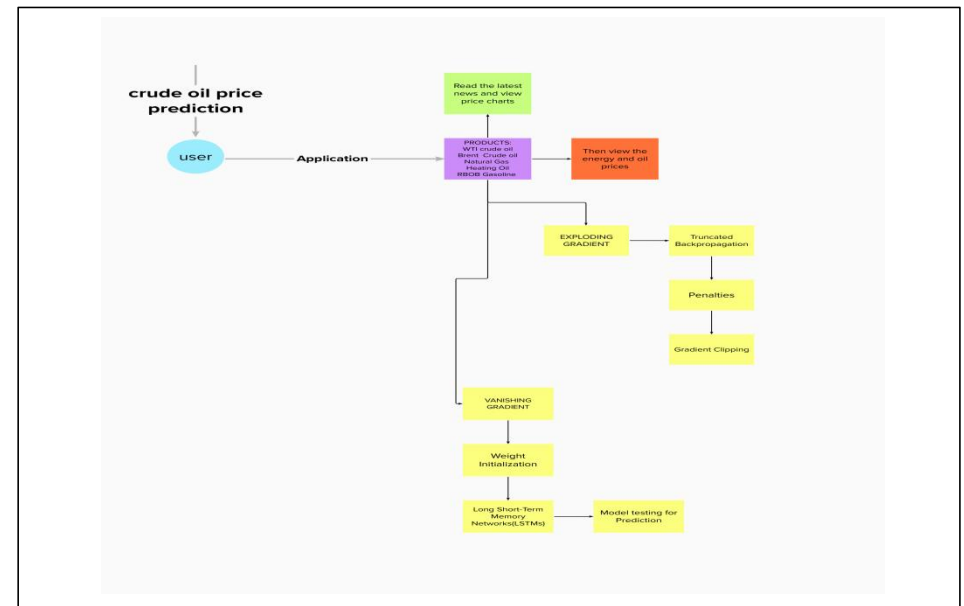 crude oil price
prediction
user
Application
Read the latest
news and view
price charts
PRODUCTS:
WTI crude oil
Brent Crude oil
Natural Gas
Heating Oil
RBOB Gasoline
Then view the
energy and oil
prices
EXPLODING
GRADIENT
Truncated
Backpropagation
Penalties
Gradient Clipping
VANISHING
GRADIENT
Weight
Initialization
Long Short-Term
Memory
Networks(LSTMs)
Model testing for
Prediction